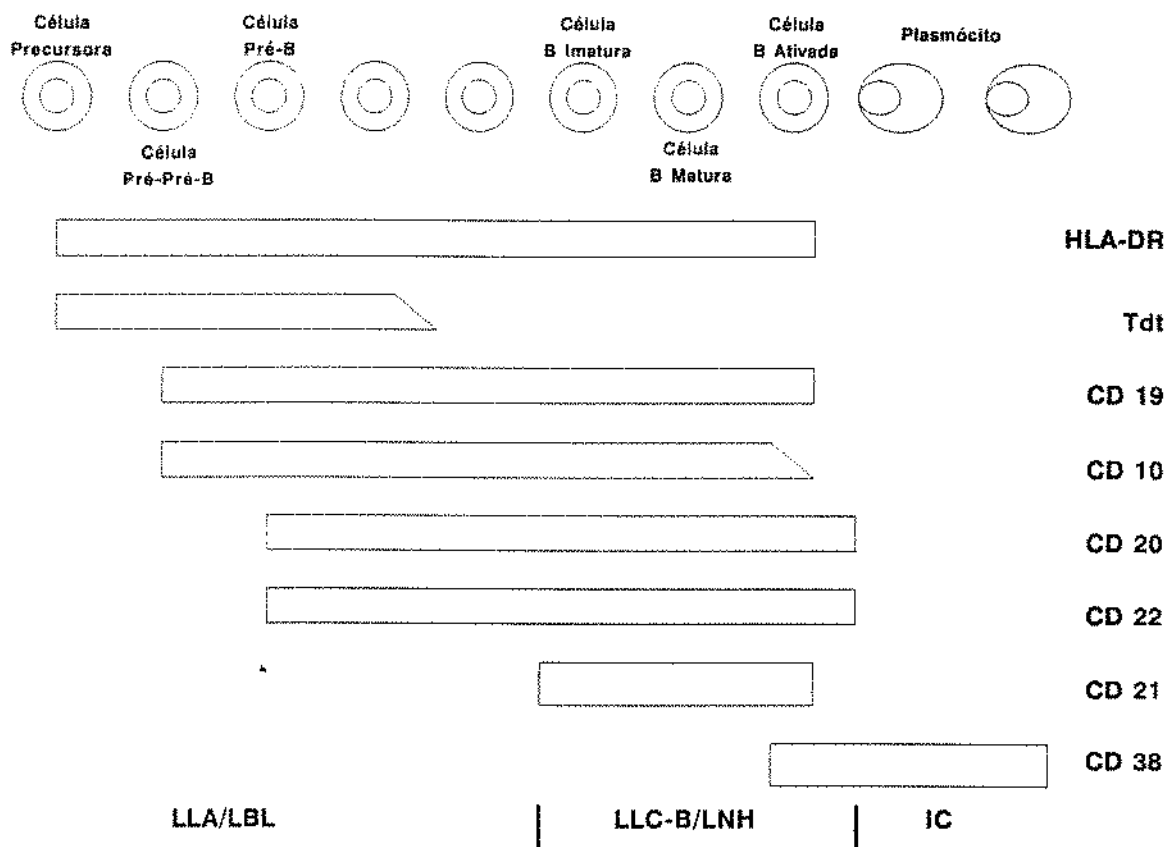 Célula
Precursora
Célula
Pré-B
Célula
B Imatura
Célula
B Ativada
Plasmócito
Célula
Pré-Pré-B
Célula
B Matura
HLA-DR
Tdt
CD 19
CD 10
CD 20
CD 22
CD 21
CD 38
LLA/LBL
LLC-B/LNH
IC